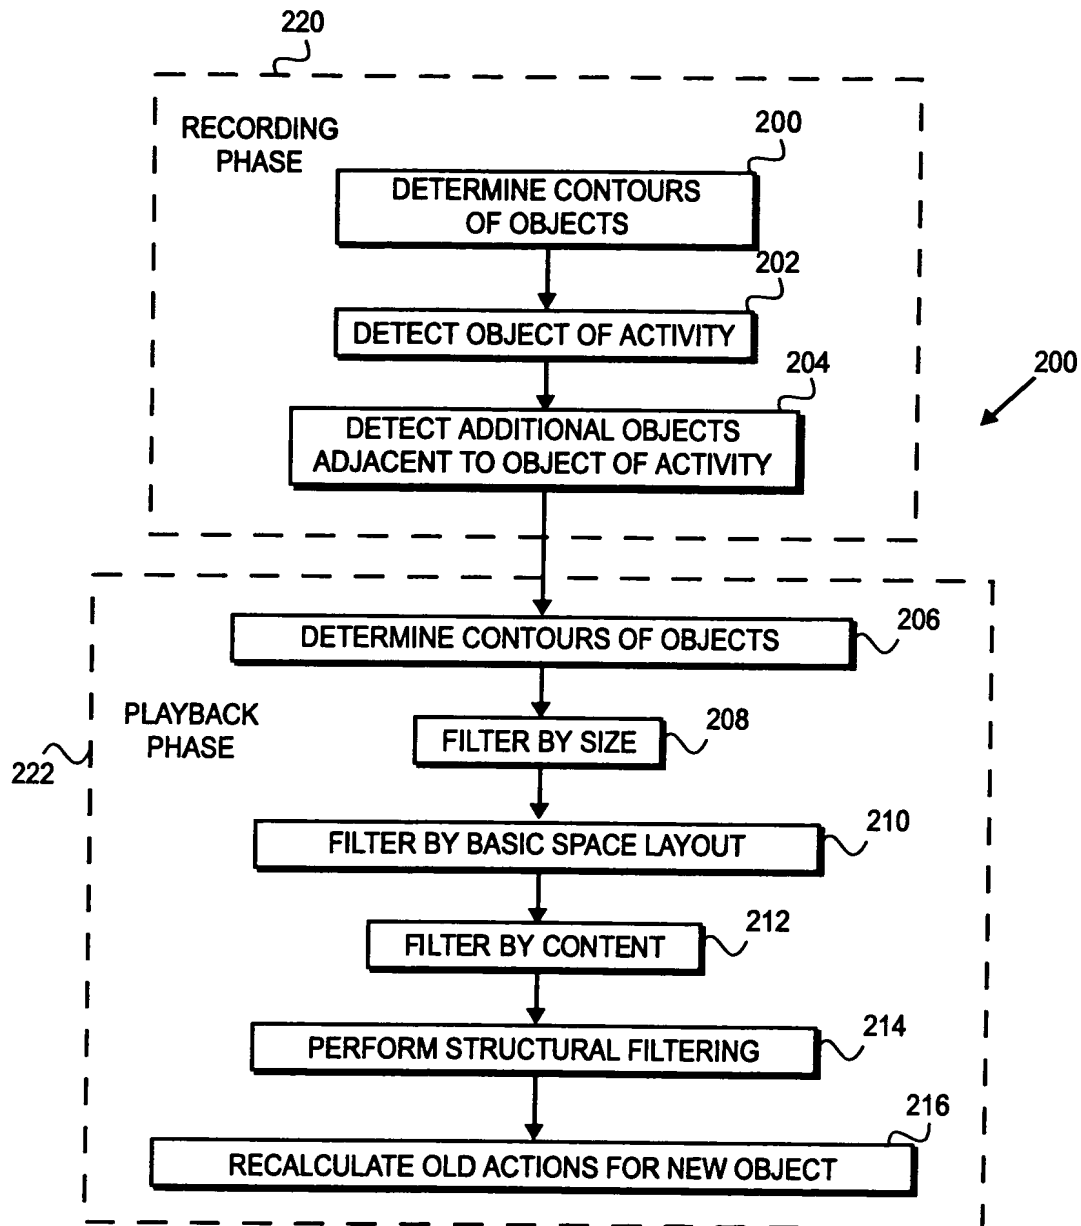 220
RECORDING
PHASE
200
DETERMINE CONTOURS
OF OBJECTS
202
DETECT OBJECT OF ACTIVITY
204
DETECT ADDITIONAL OBJECTS
ADJACENT TO OBJECT OF ACTIVITY
200
DETERMINE CONTOURS OF OBJECTS
206
PLAYBACK
PHASE
222
FILTER BY SIZE
208
FILTER BY BASIC SPACE LAYOUT
210
FILTER BY CONTENT
212
PERFORM STRUCTURAL FILTERING
214
216
RECALCULATE OLD ACTIONS FOR NEW OBJECT